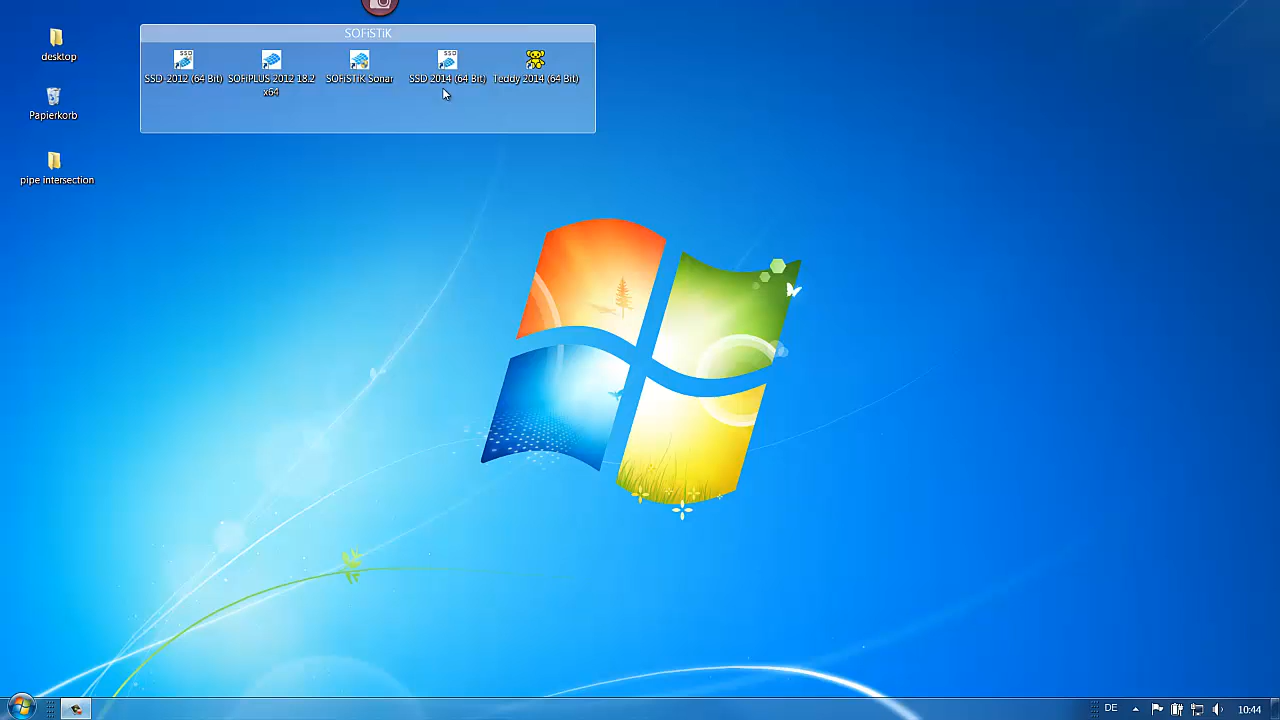 SOFiSTiK
desktop
SSD-2012 (64 Bit)
SOFiPLUS 2012 18.2 x64
SOFiSTiK Sonar
SSD 2014 (64 Bit)
Teddy 2014 (64 Bit)
Papierkorb
pipe intersection
DE
10:44